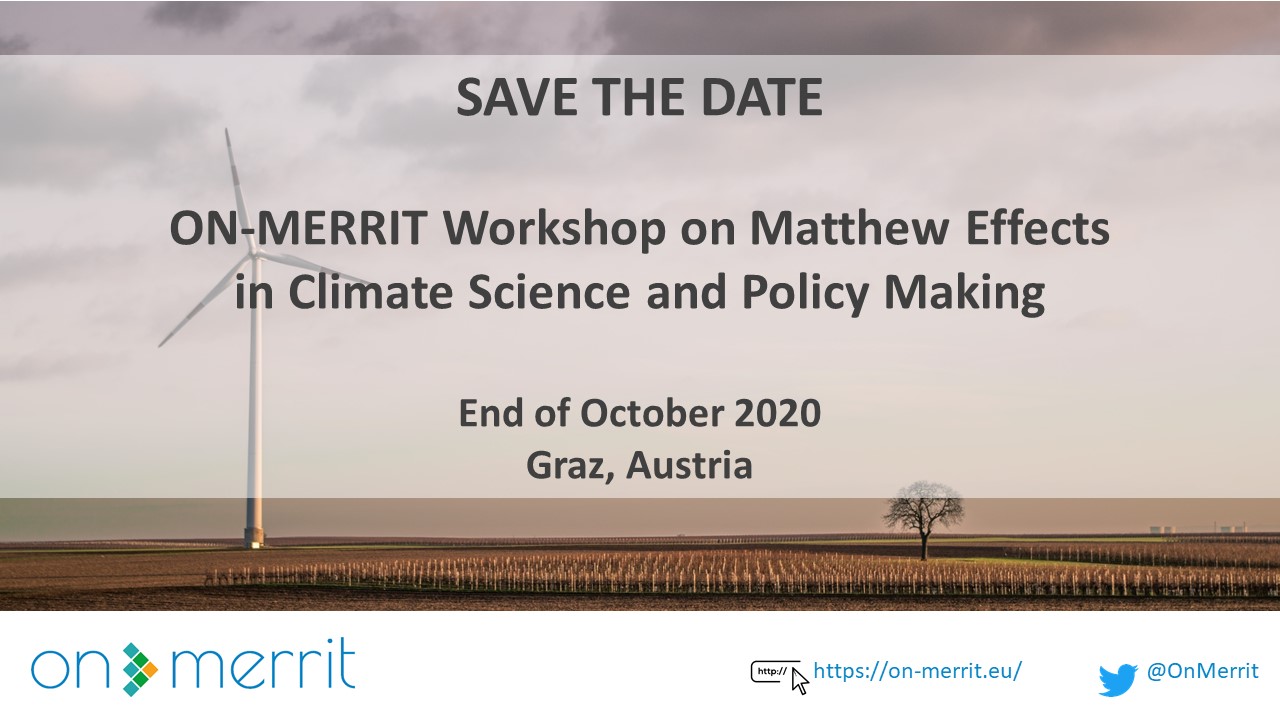 SAVE THE DATE
ON-MERRIT Workshop on Matthew Effects
in Climate Science and Policy Making
End of October 2020
Graz, Austria
on merrit
http://
https://on-merrit.eu/
@OnMerrit